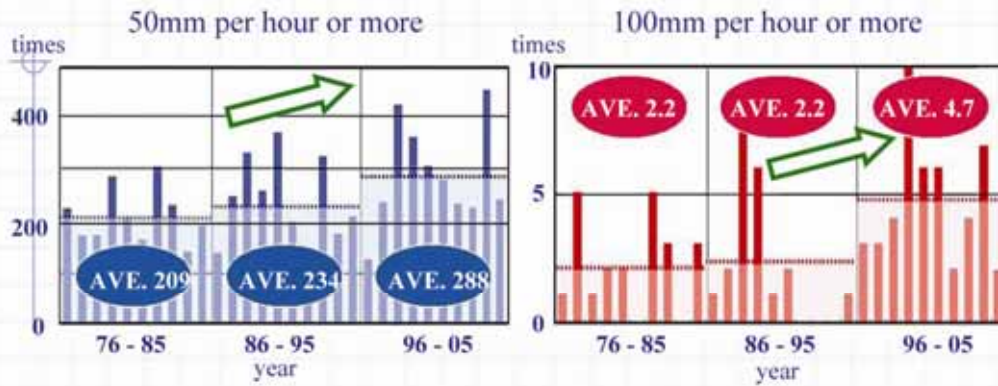 50mm per hour or more
times
400
200
0
AVE. 209
AVE. 234
AVE. 288
76 - 85
86 - 95
96 - 05
year
100mm per hour or more
times
10
5
0
AVE. 2.2
AVE. 2.2
AVE. 4.7
76 - 85
86 - 95
96 - 05
year